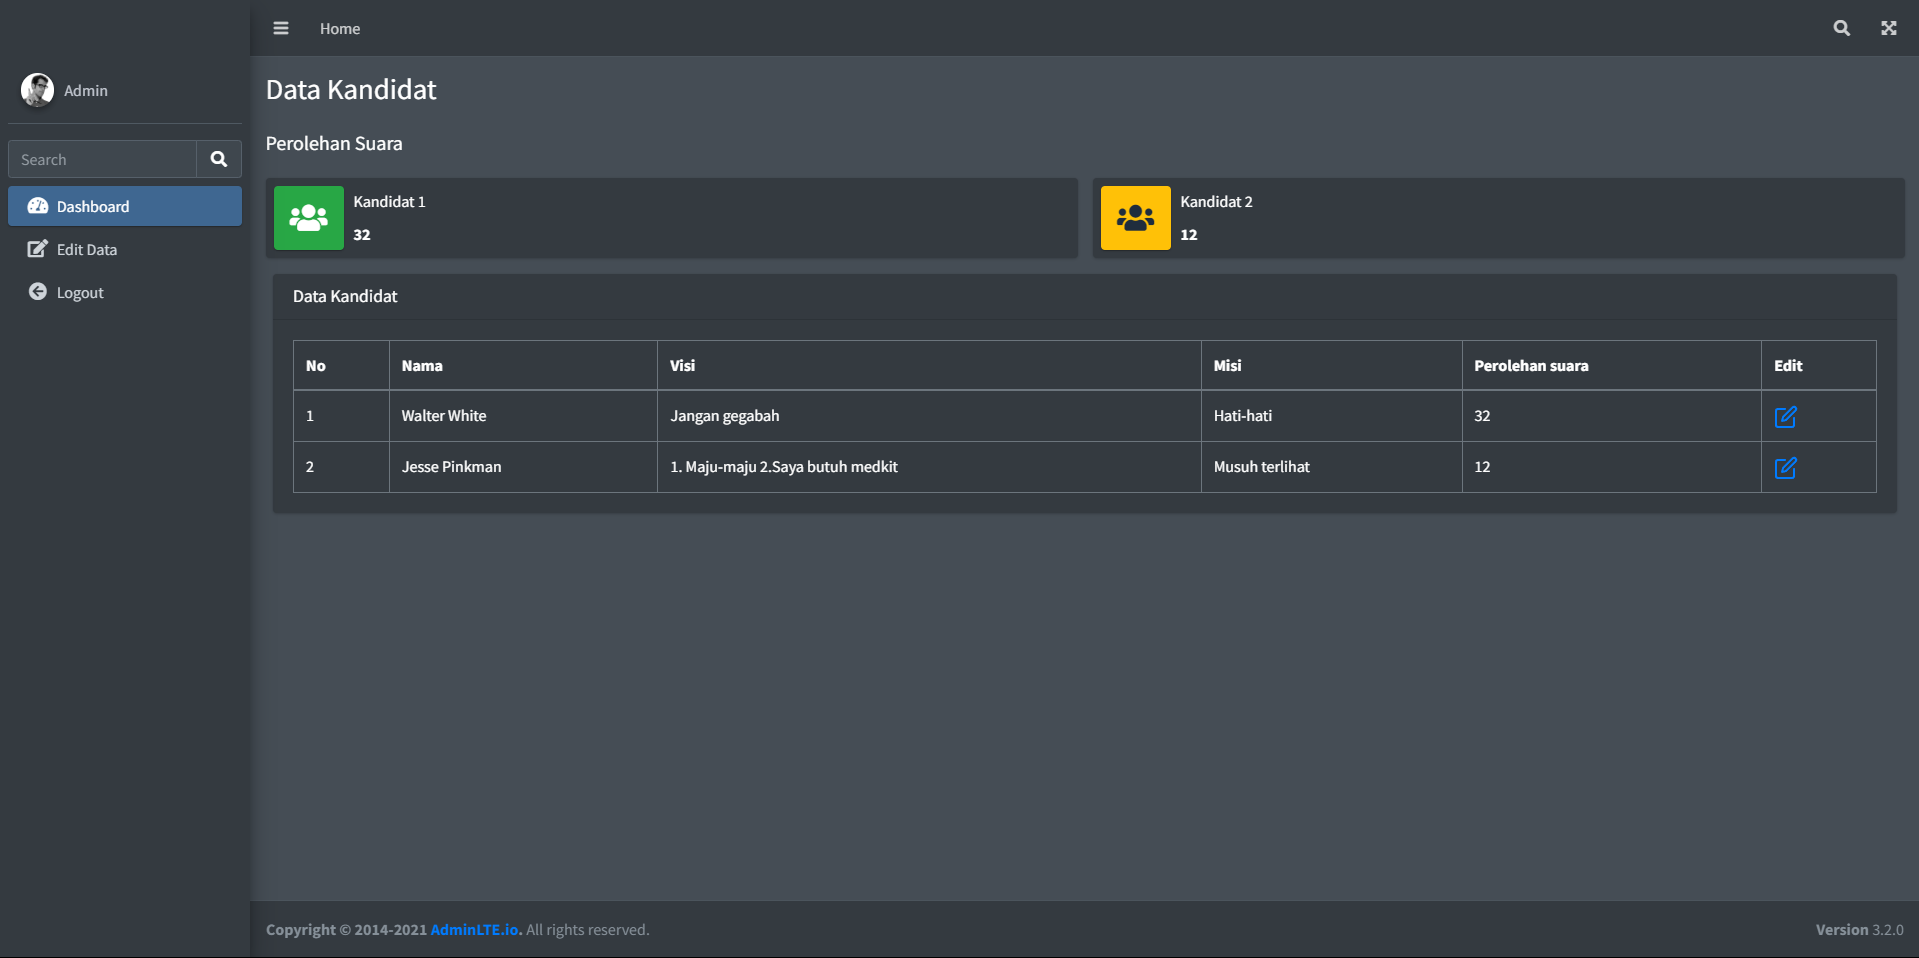 Home
Admin
Search
Dashboard
Edit Data
Logout
Data Kandidat
Perolehan Suara
Kandidat 1
32
Kandidat 2
12
Data Kandidat
No Nama Visi Misi Perolehan suara Edit
1 Walter White Jangan gegabah Hati-hati 32
2 Jesse Pinkman 1. Maju-maju 2.Saya butuh medkit Musuh terlihat 12
Copyright © 2014-2021 AdminLTE.io. All rights reserved.
Version 3.2.0